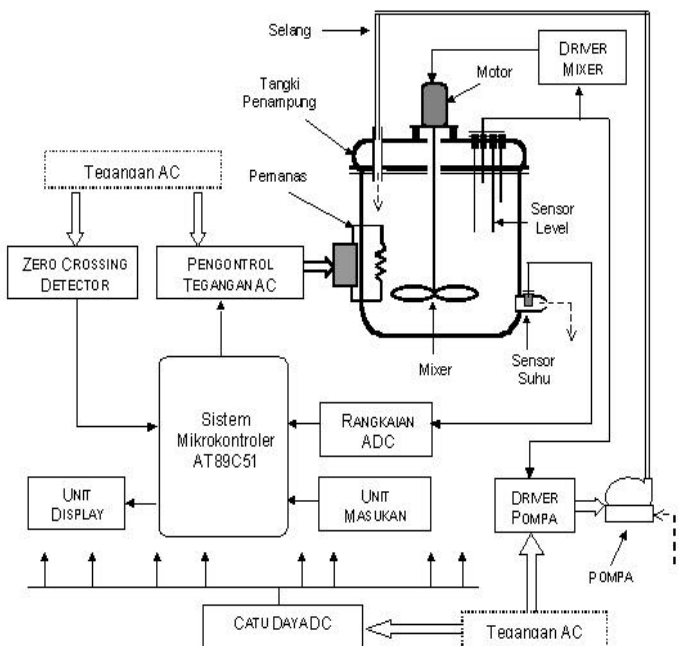 Selang
Motor
DRIVER
MIXER
Tangki
Penampung
Tegangan AC
Pemanas
Sensor
Level
ZERO CROSSING
DETECTOR
PENGONTROL
TEGANGAN AC
Mixer
Sensor
Suhu
Sistem
Mikrokontroler
AT89C51
RANGKAIAN
ADC
UNIT
DISPLAY
UNIT
MASUKAN
DRIVER
POMPA
POMPA
CATU DAYA DC
Tegangan AC